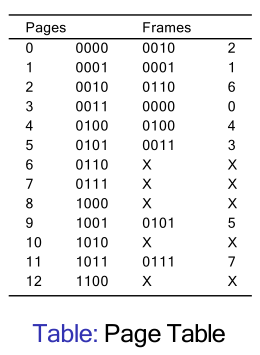 Pages Frames
0 0000 0010 2
1 0001 0001 1
2 0010 0110 6
3 0011 0000 0
4 0100 0100 4
5 0101 0011 3
6 0110 X X
7 0111 X X
8 1000 X X
9 1001 0101 5
10 1010 X X
11 1011 0111 7
12 1100 X X
Table: Page Table